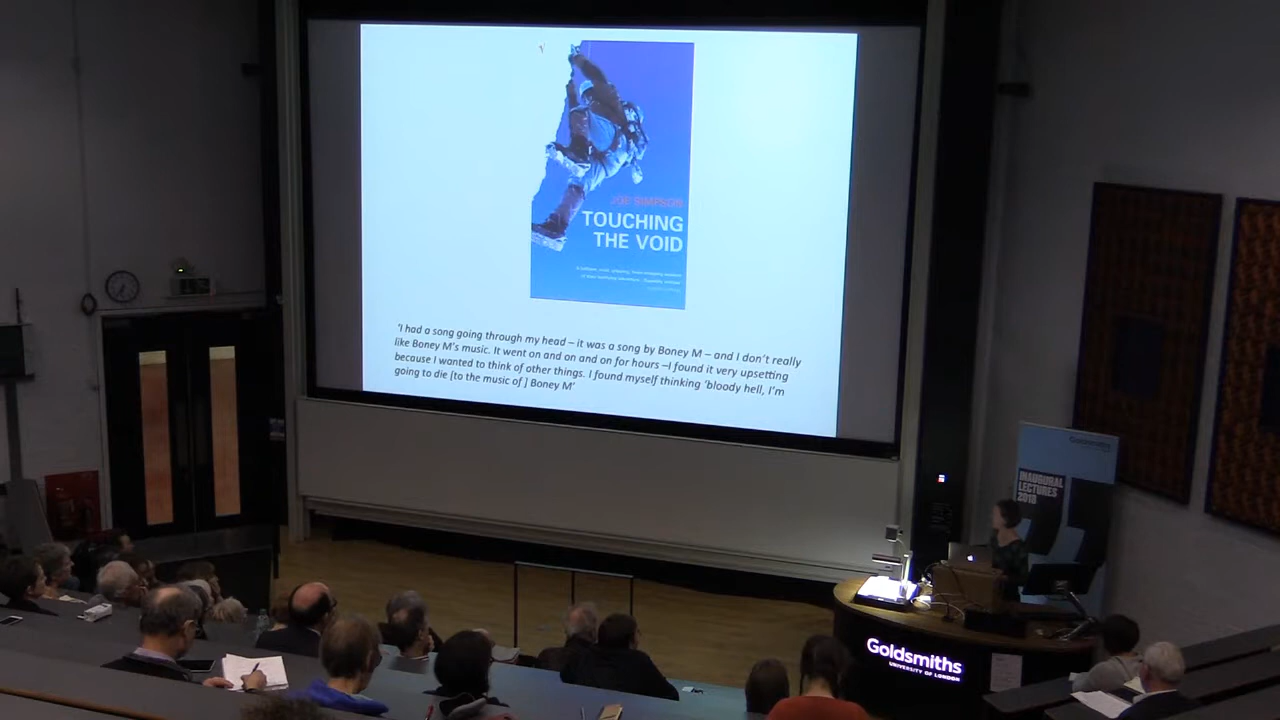 JOE SIMPSON
TOUCHING
THE VOID
'I had a song going through my head – it was a song by Boney M – and I don't really
like Boney M's music. It went on and on and on for hours –I found it very upsetting
because I wanted to think of other things. I found myself thinking 'bloody hell, I'm
going to die [to the music of ] Boney M'
Goldsmiths
INAUGURAL
LECTURES
Goldsmiths
UNIVERSITY OF LONDON